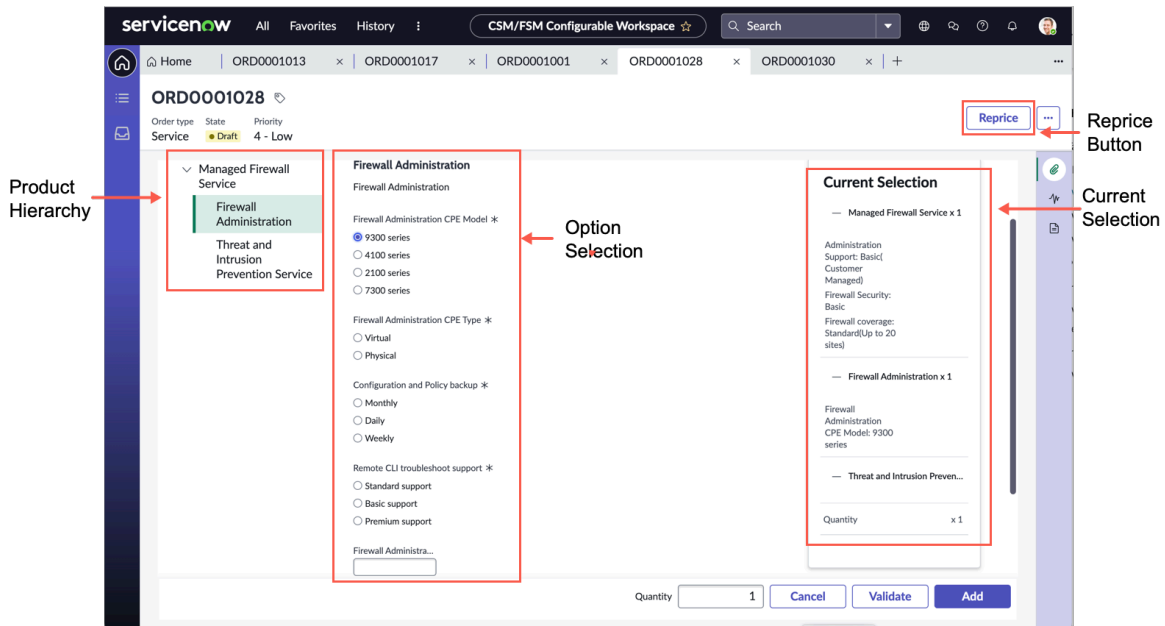 servicenow
All
Favorites
History
CSM/FSM Configurable Workspace
Search
Home
ORD0001013
ORD0001017
ORD0001001
ORD0001028
ORD0001030
ORD0001028
Order type
State
Priority
Service
Draft
4 - Low
Reprice
Reprice
Button
Product
Hierarchy
Managed Firewall
Service
Firewall
Administration
Threat and
Intrusion
Prevention Service
Firewall Administration
Firewall Administration
Firewall Administration CPE Model *
9300 series
4100 series
2100 series
7300 series
Firewall Administration CPE Type *
Virtual
Physical
Configuration and Policy backup *
Monthly
Daily
Weekly
Remote CLI troubleshoot support *
Standard support
Basic support
Premium support
Firewall Administra...
Option
Selection
Current Selection
Managed Firewall Service x 1
Administration
Support: Basic(
Customer
Managed)
Firewall Security:
Basic
Firewall coverage:
Standard(Up to 20
sites)
Firewall Administration x 1
Firewall
Administration
CPE Model: 9300
series
Threat and Intrusion Preven...
Quantity
x 1
Current
Selection
Quantity
1
Cancel
Validate
Add